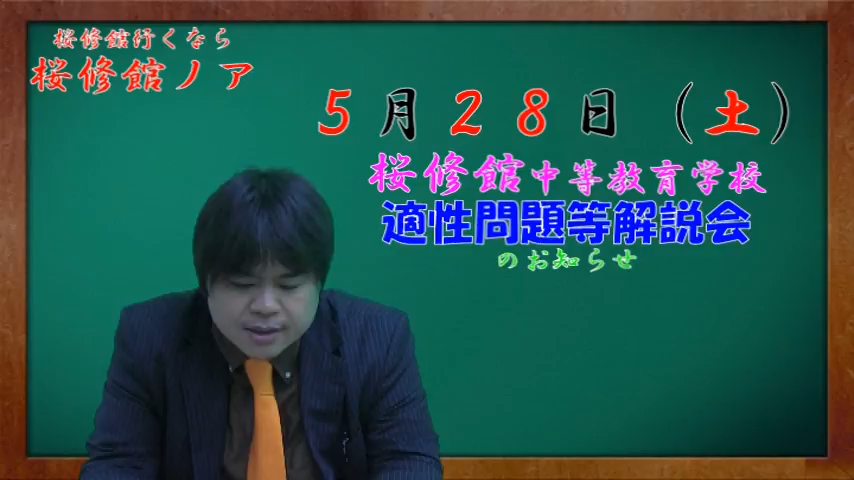 桜修館行くなら
桜修館ノア
5月28日（土）
桜修館中等教育学校
適性問題等解説会
のお知らせ